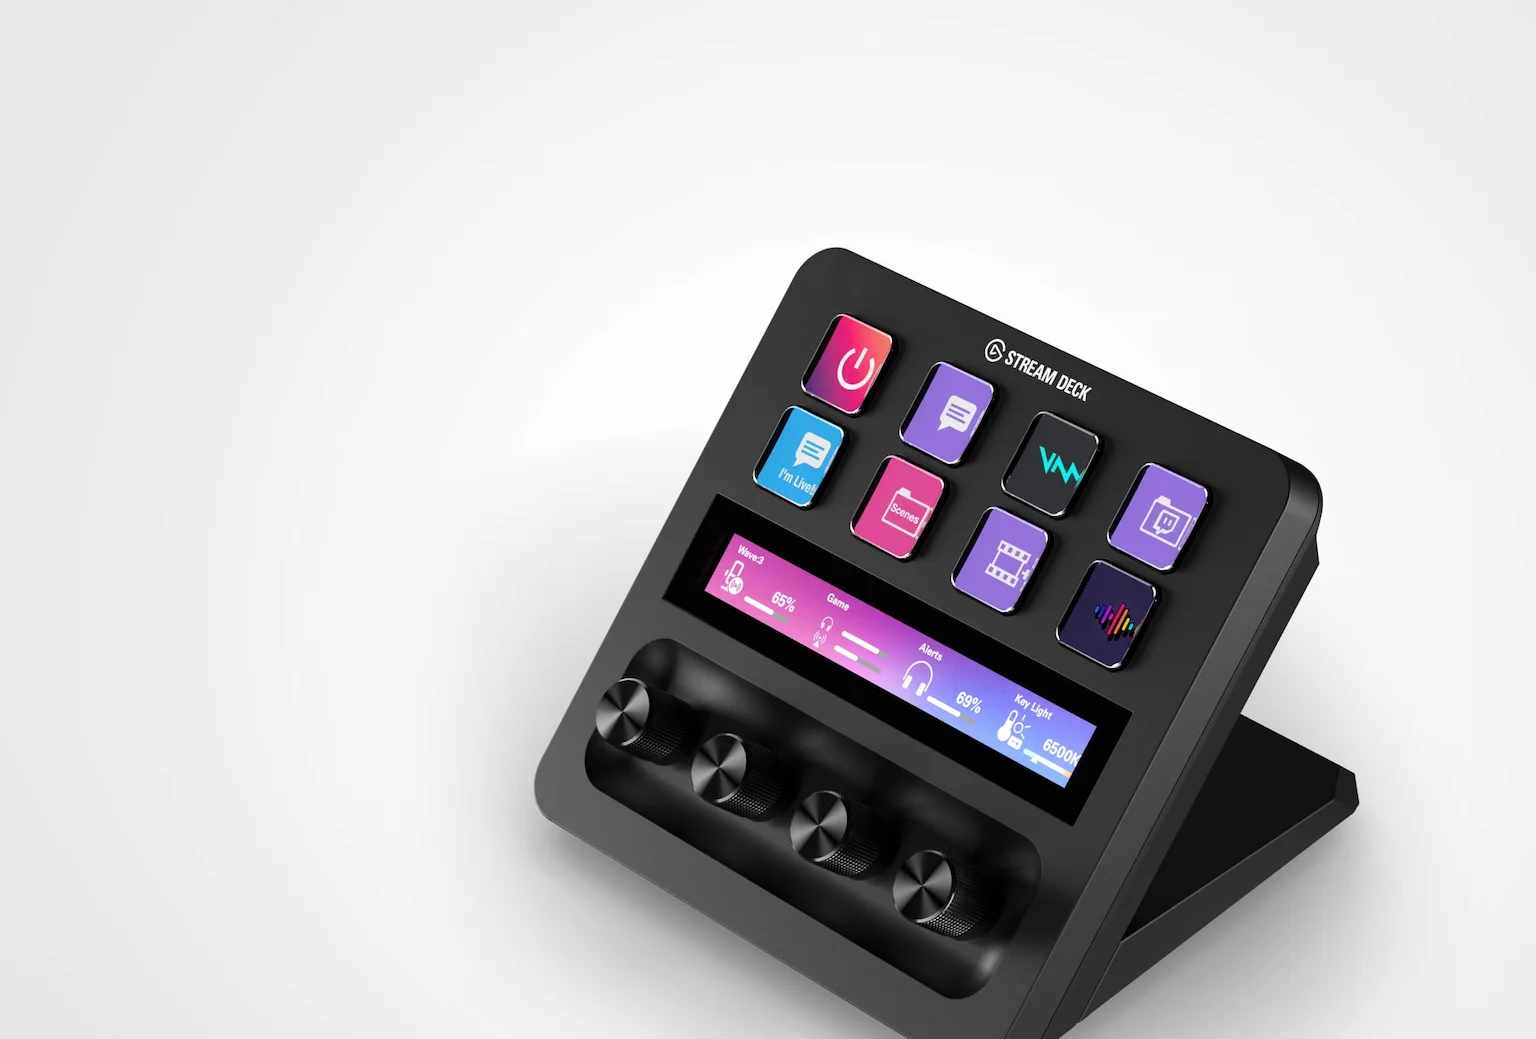 STREAM DECK
I'm Live!
Scenes
Wave:3
65%
Game
Alerts
69%
Key Light
6500K